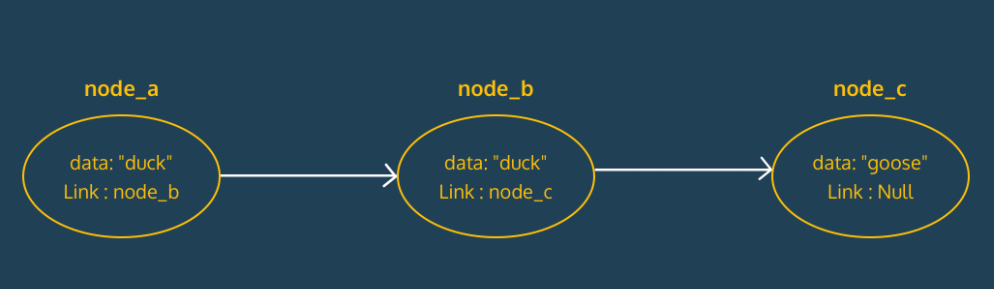 node_a
data: "duck"
Link : node_b
node_b
data: "duck"
Link : node_c
node_c
data: "goose"
Link : Null